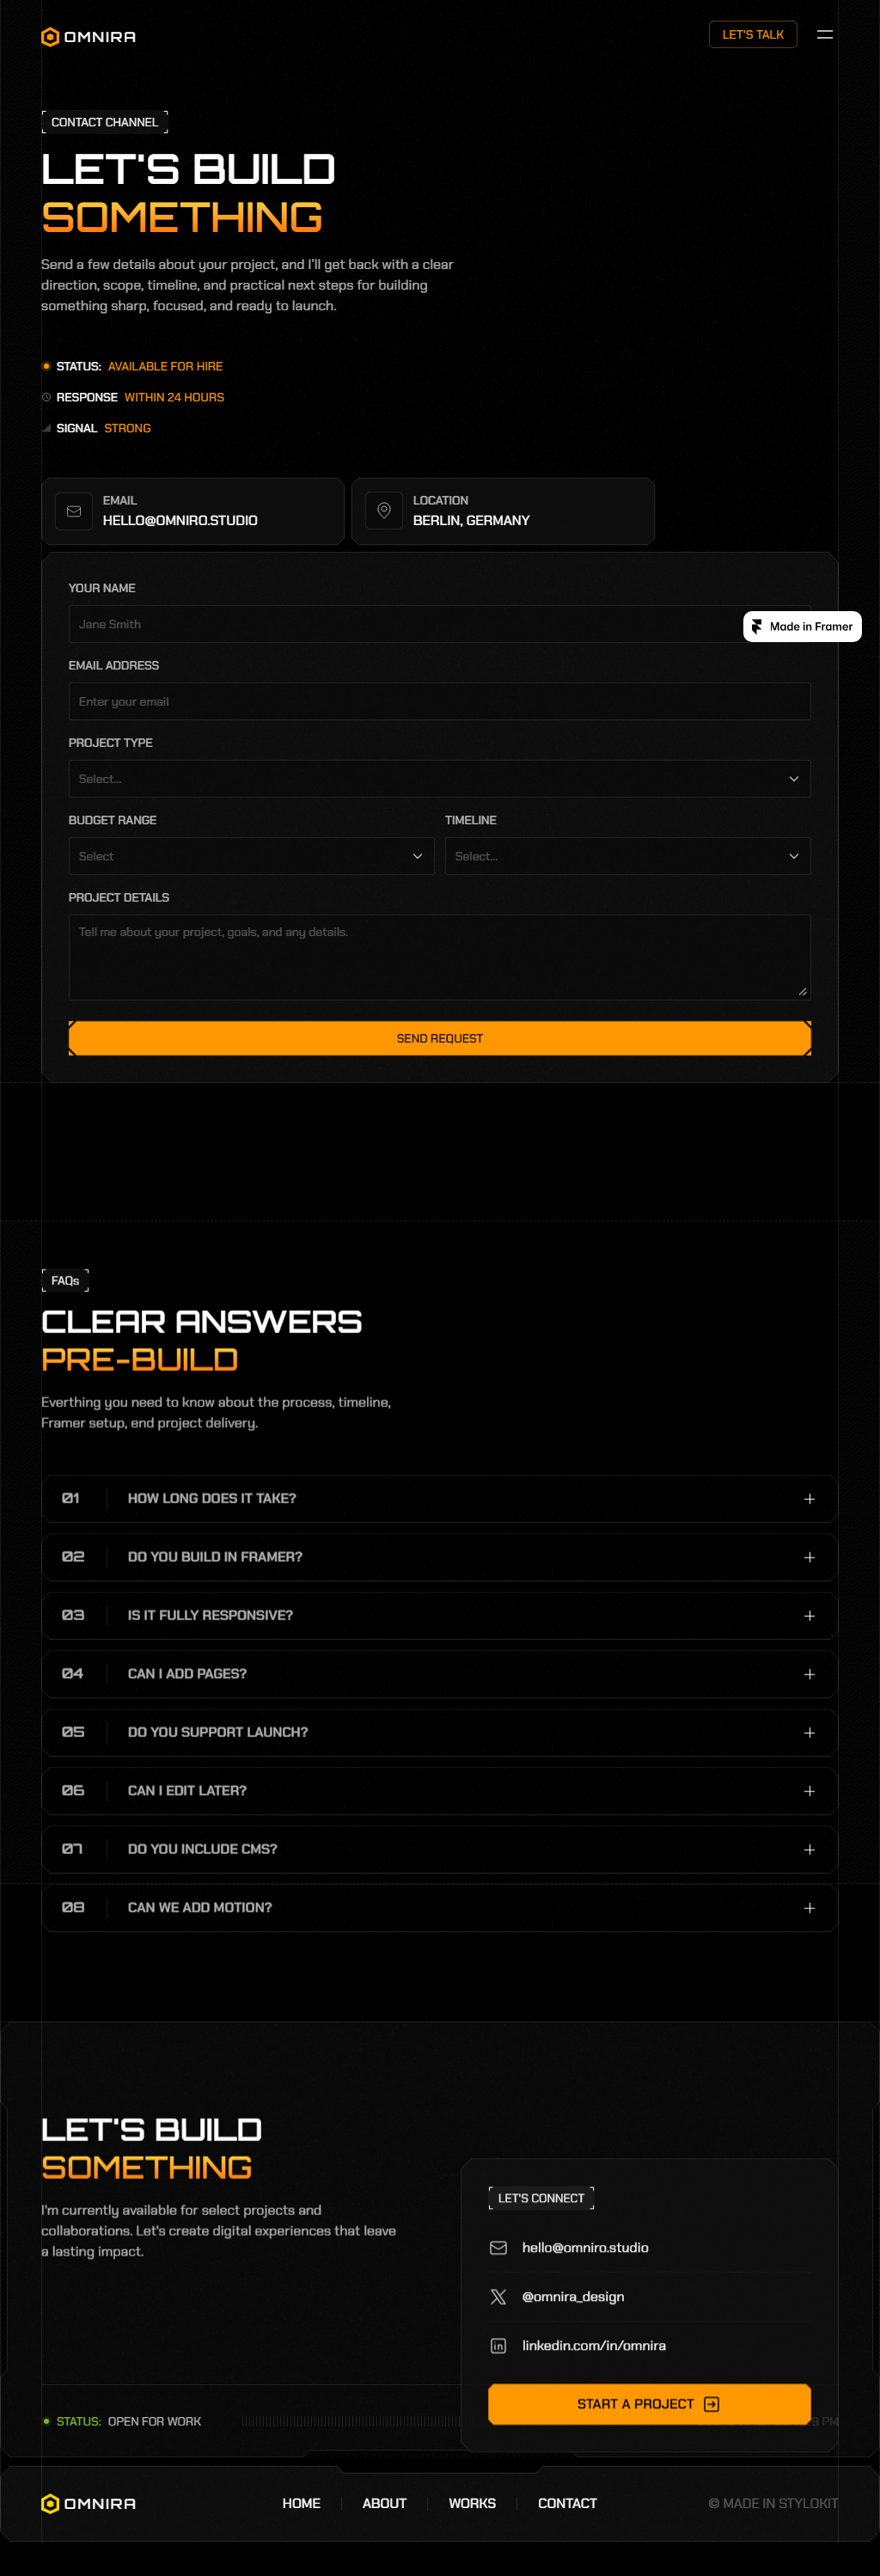 OMNIRA
LET'S TALK
CONTACT CHANNEL
LET'S BUILD
SOMETHING
Send a few details about your project, and I'll get back with a clear
direction, scope, timeline, and practical next steps for building
something sharp, focused, and ready to launch.
STATUS: AVAILABLE FOR HIRE
RESPONSE WITHIN 24 HOURS
SIGNAL STRONG
EMAIL
HELLO@OMNIRO.STUDIO
LOCATION
BERLIN, GERMANY
YOUR NAME
Jane Smith
Made in Framer
EMAIL ADDRESS
Enter your email
PROJECT TYPE
Select...
BUDGET RANGE
Select
TIMELINE
Select...
PROJECT DETAILS
Tell me about your project, goals, and any details.
SEND REQUEST
FAQs
CLEAR ANSWERS
PRE-BUILD
Everthing you need to know about the process, timeline,
Framer setup, end project delivery.
01 HOW LONG DOES IT TAKE?
02 DO YOU BUILD IN FRAMER?
03 IS IT FULLY RESPONSIVE?
04 CAN I ADD PAGES?
05 DO YOU SUPPORT LAUNCH?
06 CAN I EDIT LATER?
07 DO YOU INCLUDE CMS?
08 CAN WE ADD MOTION?
LET'S BUILD
SOMETHING
I'm currently available for select projects and
collaborations. Let's create digital experiences that leave
a lasting impact.
LET'S CONNECT
hello@omniro.studio
@omnira_design
linkedin.com/in/omnira
START A PROJECT
STATUS: OPEN FOR WORK
PM
OMNIRA
HOME
ABOUT
WORKS
CONTACT
© MADE IN STYLOKIT